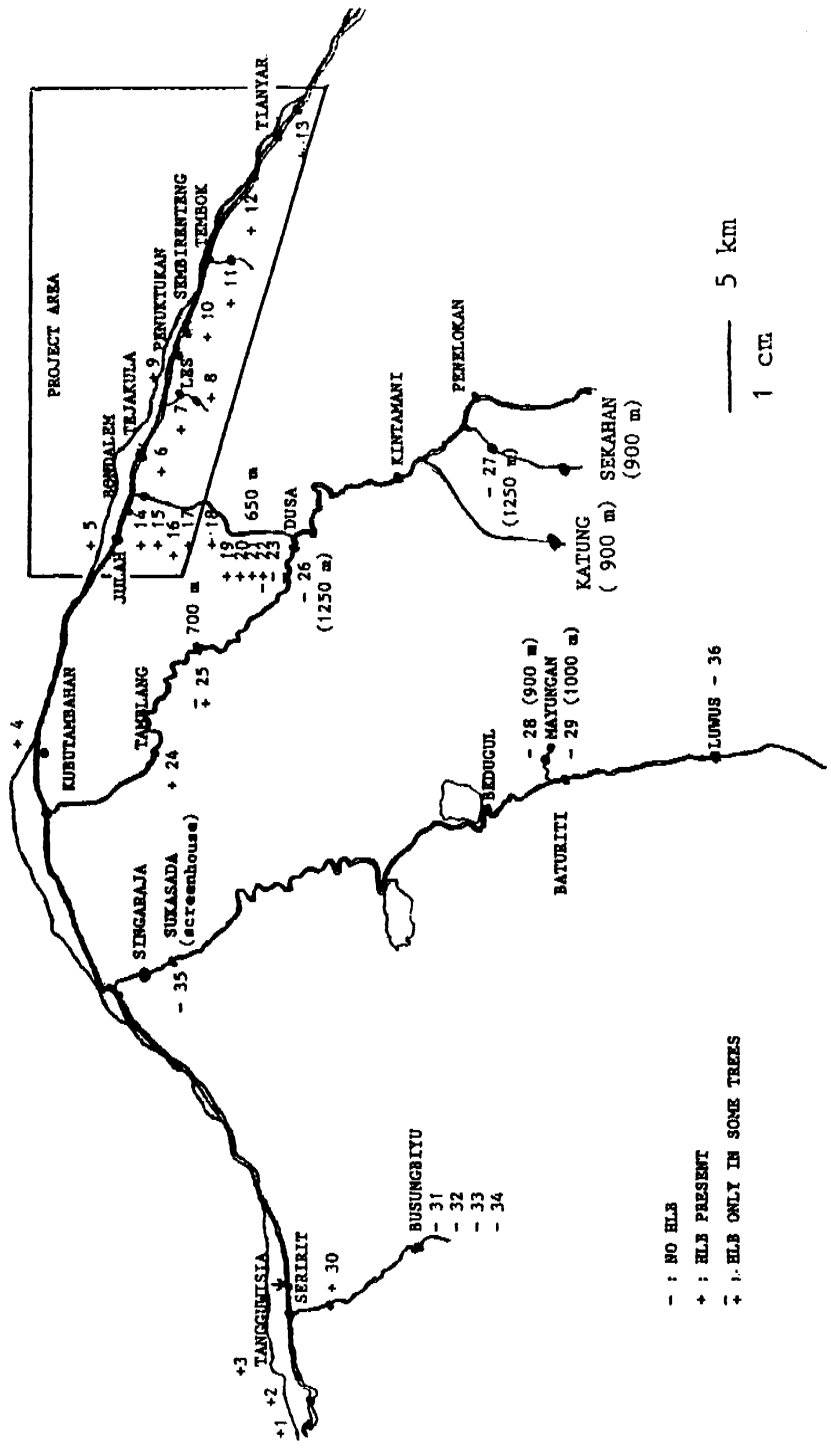 PROJECT AREA
+ 4
KUBUTAMBAHAN
+ 5
JULAH
BONDALEM
TEJAKULA
+ 6
+ 9
PENUKTUKAN
+ 7
LES
+ 8
+ 10
SEMBIRENTENG
TEMBOK
+ 11
+ 12
TIANYAR
+ 13
+ 14
+ 15
+ 16
+ 17
+ 18
+ 19
+ 20
+ 21
-+ 22
- 23
650 m
DUSA
- 26
(1250 m)
TAMBLANG
+ 24
700 m
-+ 25
KINTAMANI
PENELOKAN
- 27
(1250 m)
KATUNG
( 900 m)
SEKAHAN
(900 m)
SINGARAJA
SUKASADA
(screenhouse)
- 35
BEDUGUL
- 28 (900 m)
MAYUNGAN
- 29 (1000 m)
BATURITI
LUWUS - 36
+1
+2
+3
TANGGUWISIA
SERIRIT
+ 30
BUSUNGBIYU
- 31
- 32
- 33
- 34
- : NO HLB
+ : HLB PRESENT
-+ : HLB ONLY IN SOME TREES
5 km
1 cm